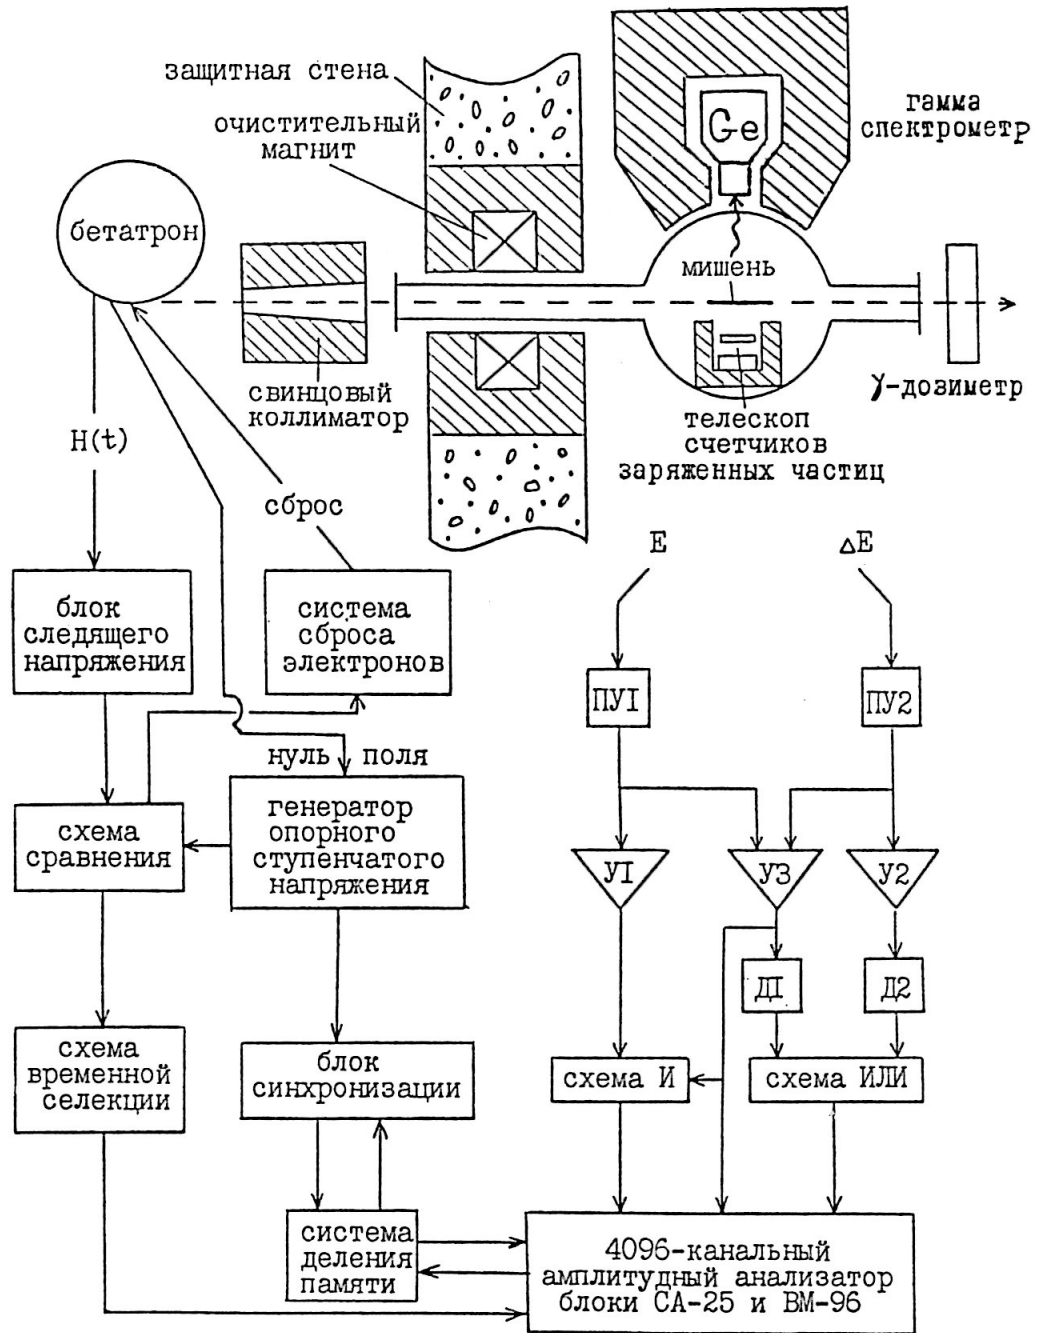 защитная стена
очистительный
магнит
Ge
гамма
спектрометр
бетатрон
мишень
свинцовый
коллиматор
γ-дозиметр
телескоп
счетчиков
заряженных частиц
H(t)
сброс
E
ΔE
блок
следящего
напряжения
система
сброса
электронов
ПУ1
ПУ2
нуль поля
схема
сравнения
генератор
опорного
ступенчатого
напряжения
У1
У3
У2
Д1
Д2
схема
временной
селекции
блок
синхронизации
схема И
схема ИЛИ
система
деления
памяти
4096-канальный
амплитудный анализатор
блоки СА-25 и ВМ-96